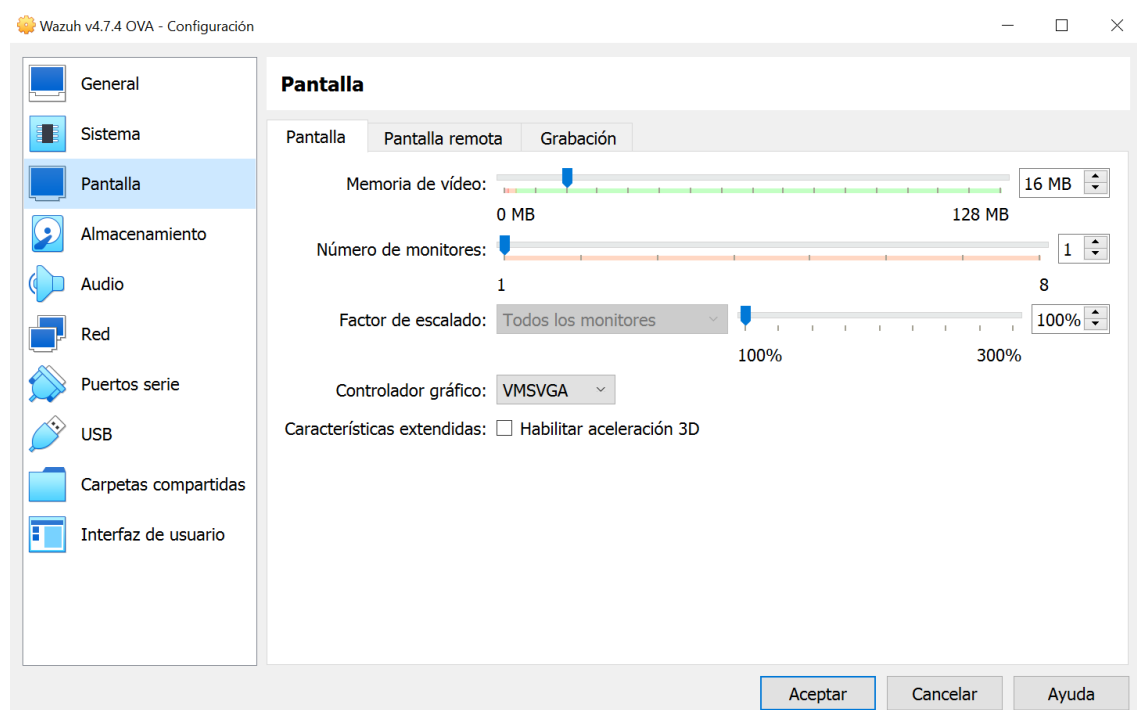 Wazuh v4.7.4 OVA - Configuración
General
Sistema
Pantalla
Almacenamiento
Audio
Red
Puertos serie
USB
Carpetas compartidas
Interfaz de usuario
Pantalla
Pantalla Pantalla remota Grabación
Memoria de vídeo: 16 MB
0 MB 128 MB
Número de monitores: 1
1 8
Factor de escalado: Todos los monitores 100%
100% 300%
Controlador gráfico: VMSVGA
Características extendidas: Habilitar aceleración 3D
Aceptar Cancelar Ayuda